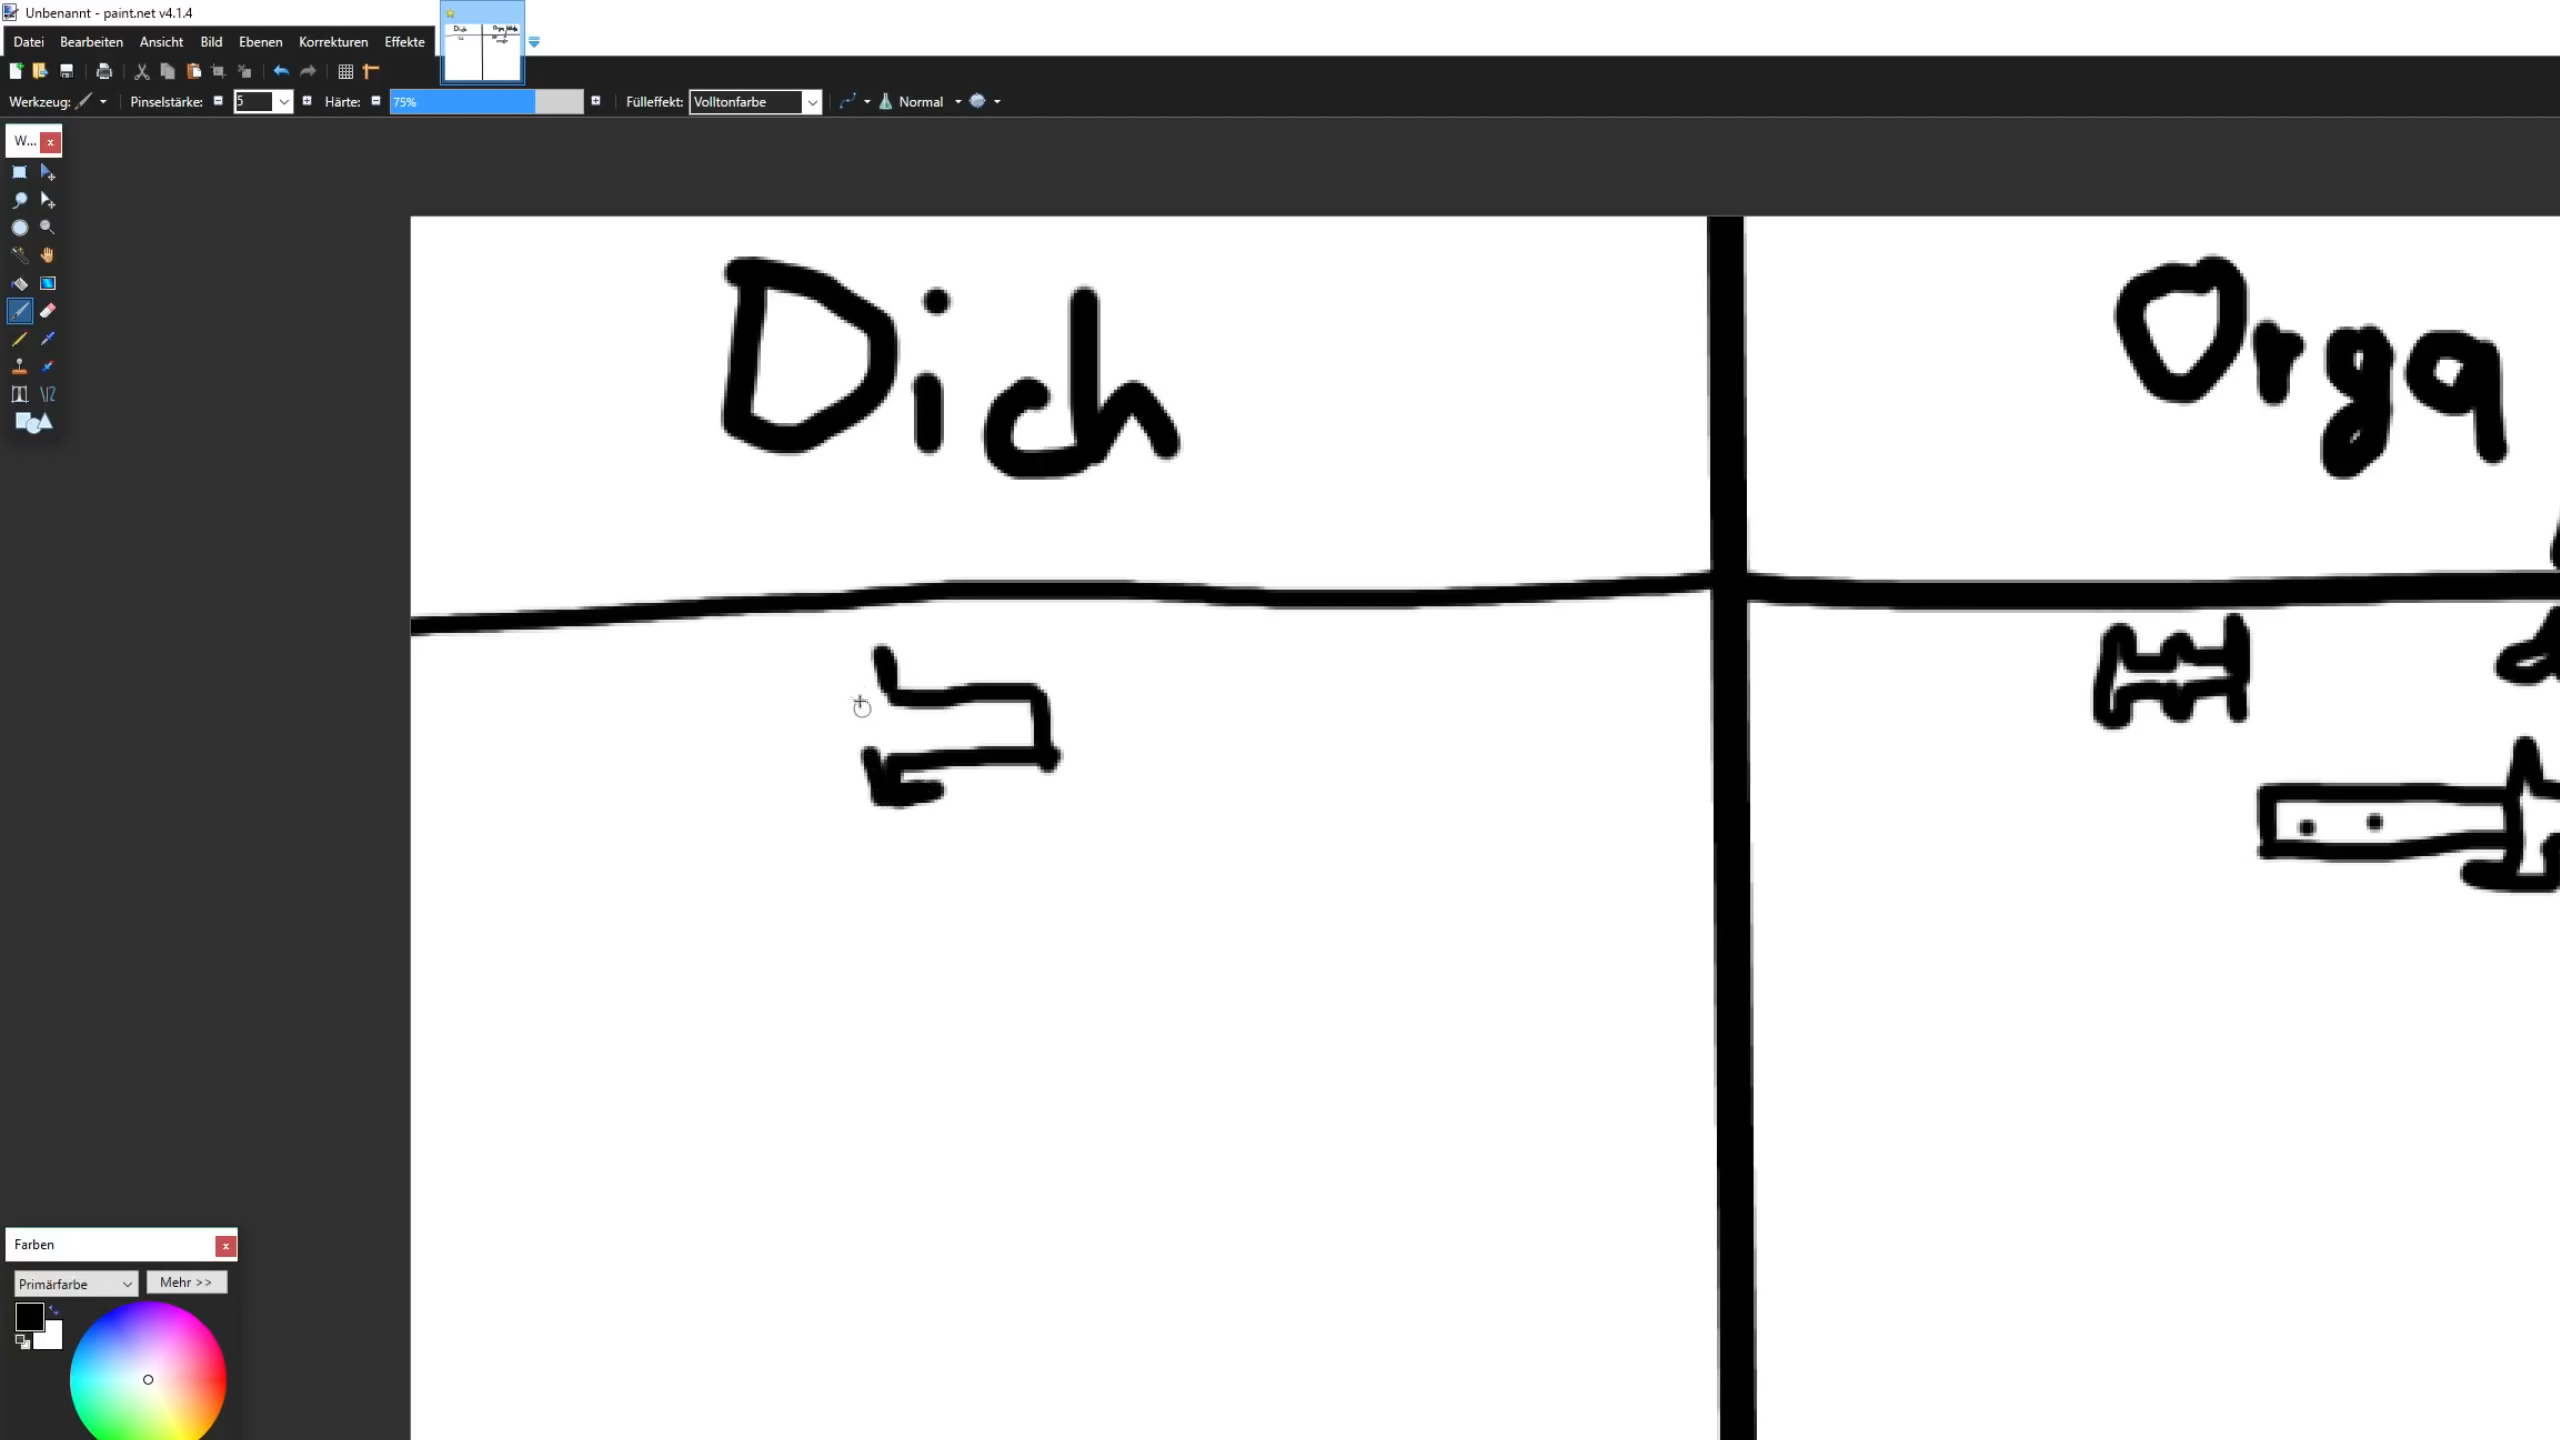 Unbenannt - paint.net v4.1.4
Datei Bearbeiten Ansicht Bild Ebenen Korrekturen Effekte
Werkzeug: Pinselstärke: 5 Härte: 75% Fülleffekt: Volltonfarbe Normal
W...
Dich
Orga
Farben
Primärfarbe Mehr >>